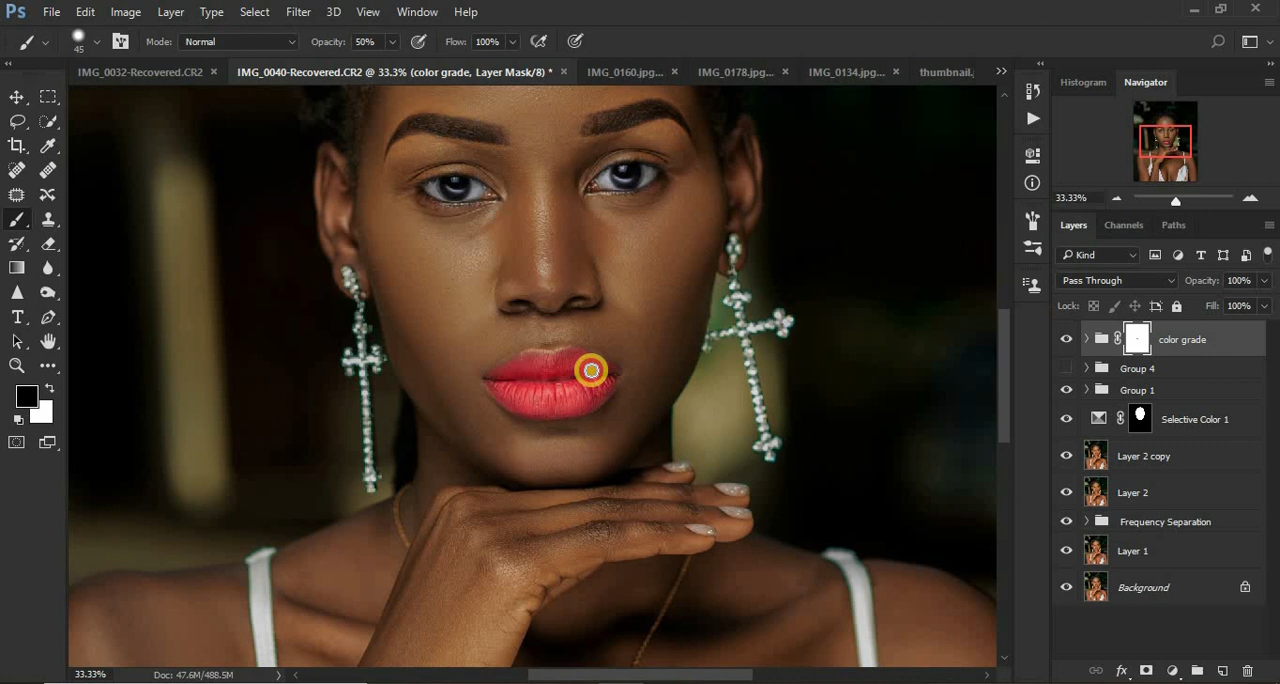 Ps File Edit Image Layer Type Select Filter 3D View Window Help
45 Mode: Normal Opacity: 50% Flow: 100%
IMG_0032-Recovered.CR2 × IMG_0040-Recovered.CR2 @ 33.3% (color grade, Layer Mask/8) * × IMG_0160.jpg... × IMG_0178.jpg... × IMG_0134.jpg... × thumbnail.j
Histogram Navigator
33.33%
Layers Channels Paths
Kind
Pass Through Opacity: 100%
Lock: Fill: 100%
color grade
Group 4
Group 1
Selective Color 1
Layer 2 copy
Layer 2
Frequency Separation
Layer 1
Background
33.33% Doc: 47.6M/488.5M
fx